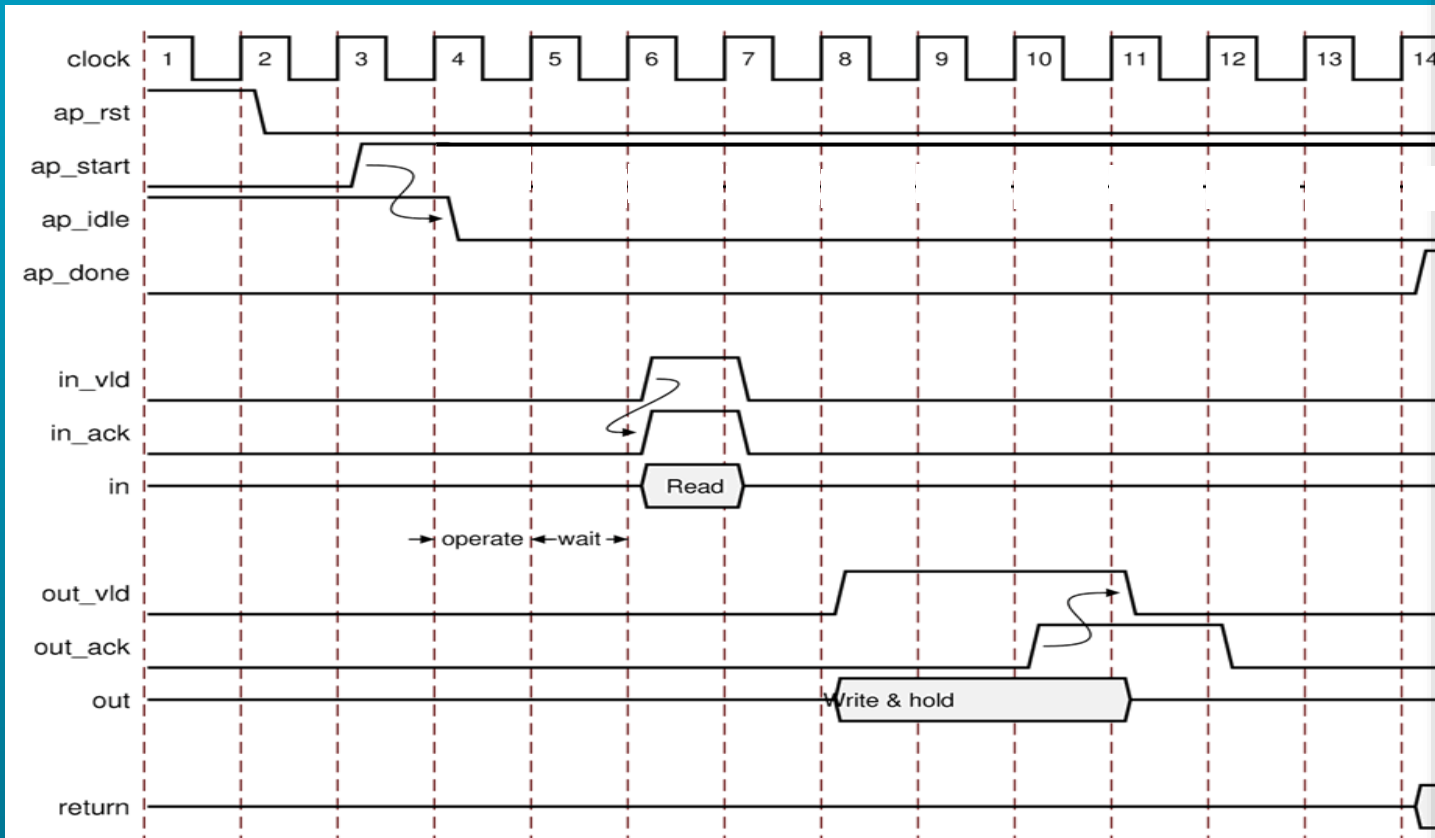 clock 1 2 3 4 5 6 7 8 9 10 11 12 13 14
ap_rst
ap_start
ap_idle
ap_done
in_vld
in_ack
in Read
operate wait
out_vld
out_ack
out Write & hold
return